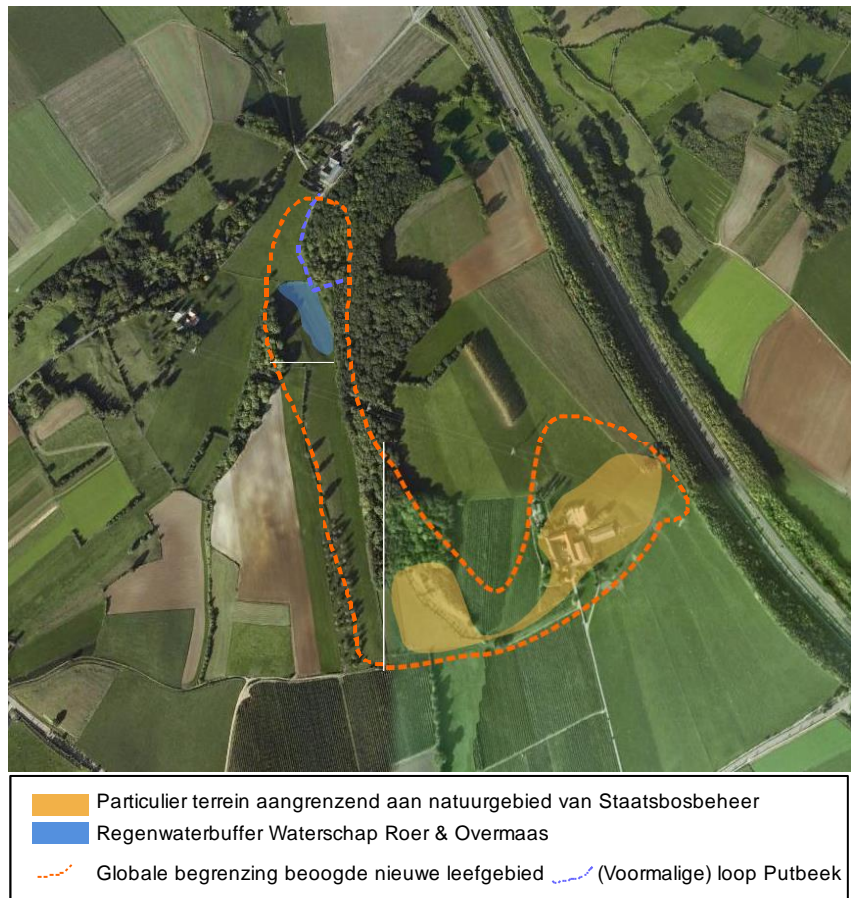 Particulier terrein aangrenzend aan natuurgebied van Staatsbosbeheer
Regenwaterbuffer Waterschap Roer & Overmaas
Globale begrenzing beoogde nieuwe leefgebied (Voormalige) loop Putbeek